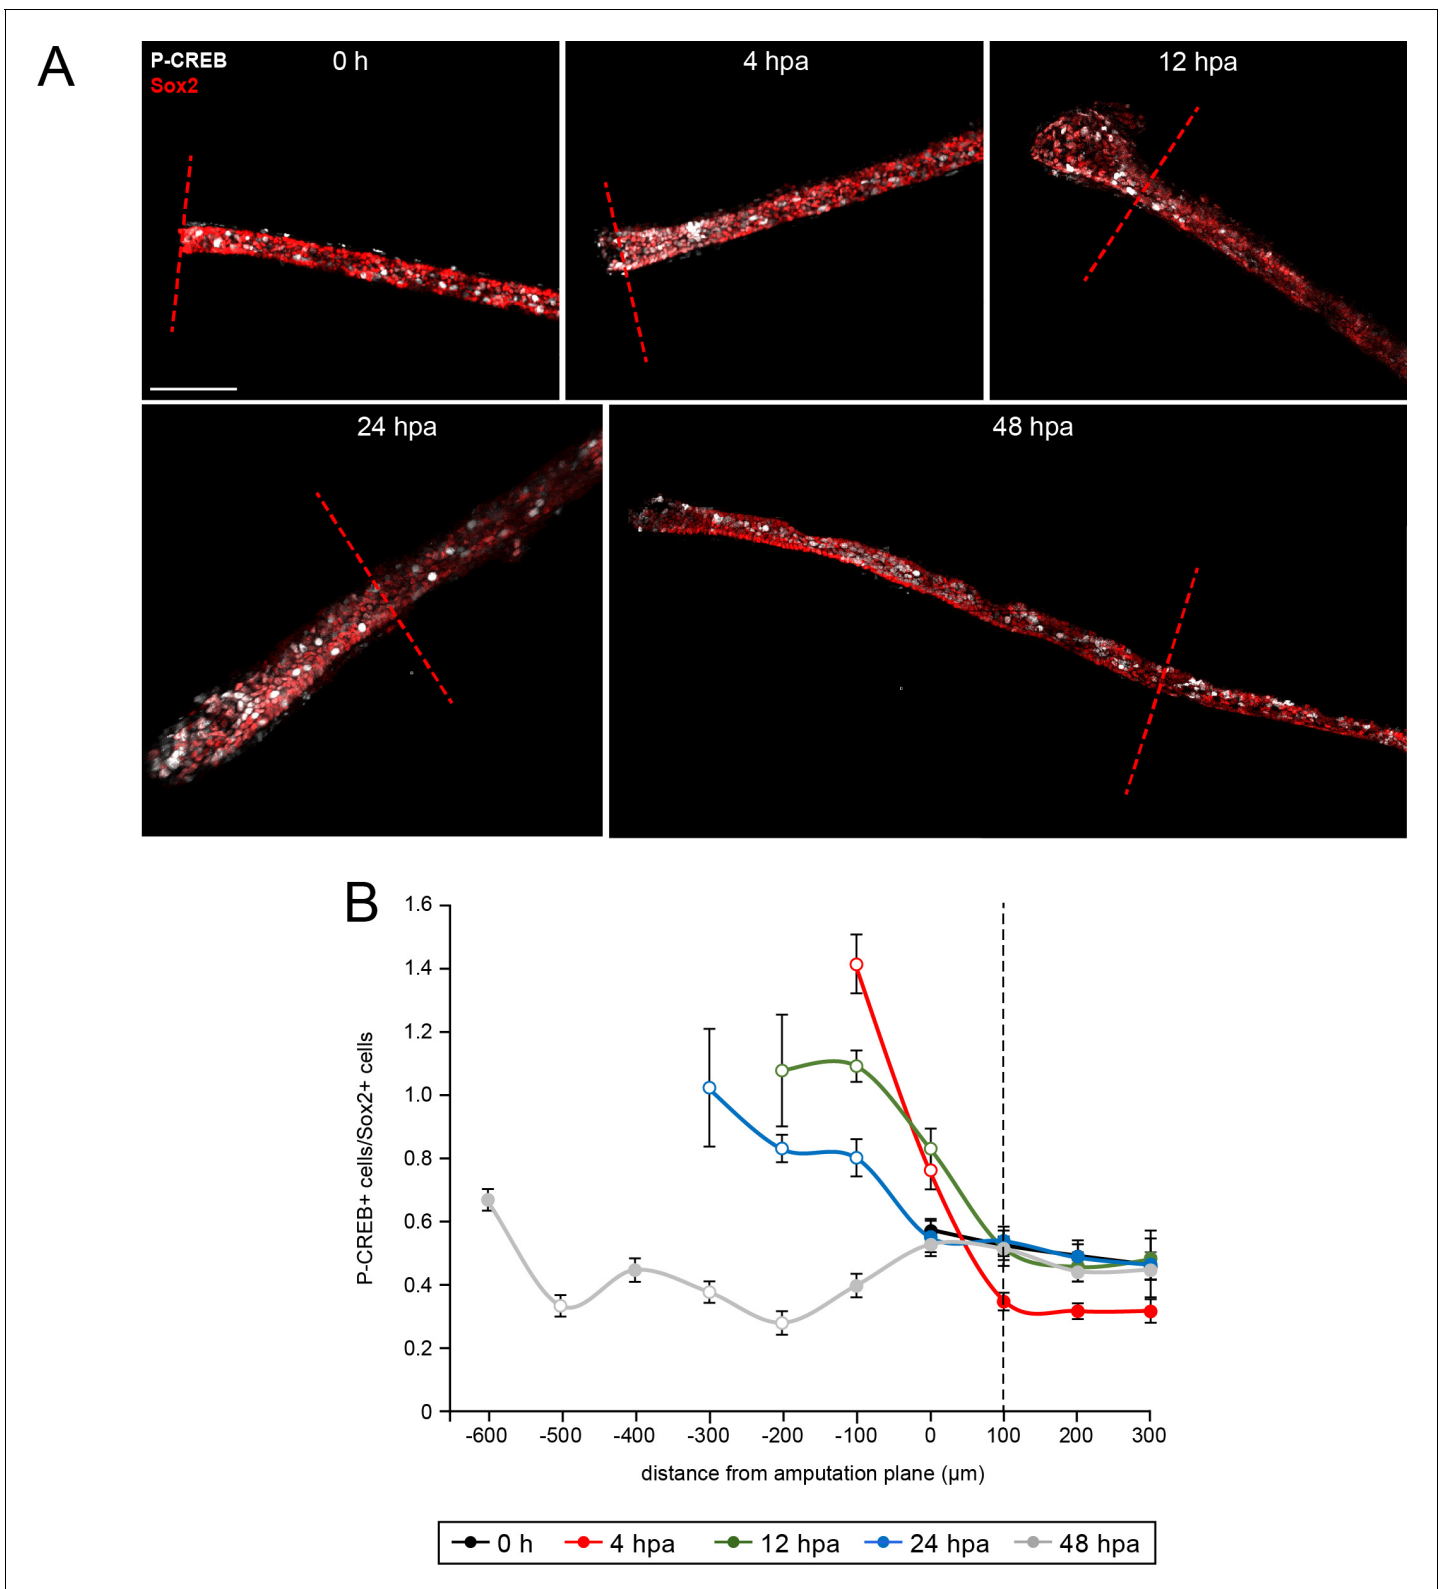 A
P-CREB
Sox2
0 h
4 hpa
12 hpa
24 hpa
48 hpa
B
1.6
1.4
1.2
1.0
0.8
0.6
0.4
0.2
0
P-CREB+ cells/Sox2+ cells
-600 -500 -400 -300 -200 -100 0 100 200 300
distance from amputation plane (µm)
0 h 4 hpa 12 hpa 24 hpa 48 hpa